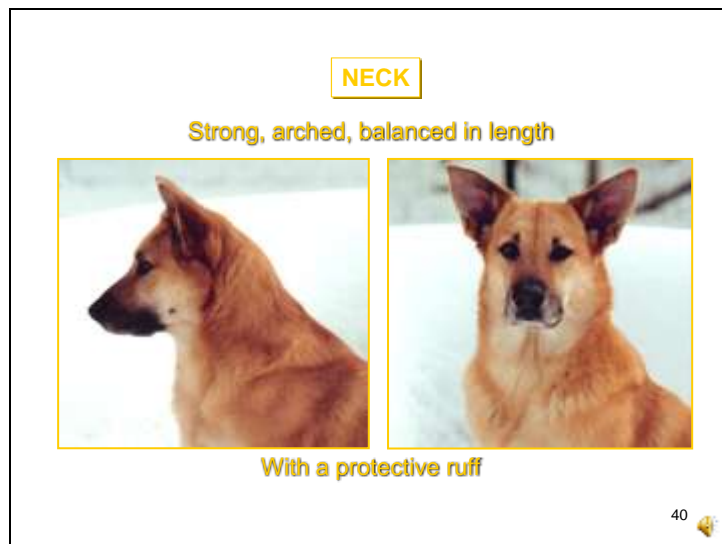 NECK
Strong, arched, balanced in length
With a protective ruff
40